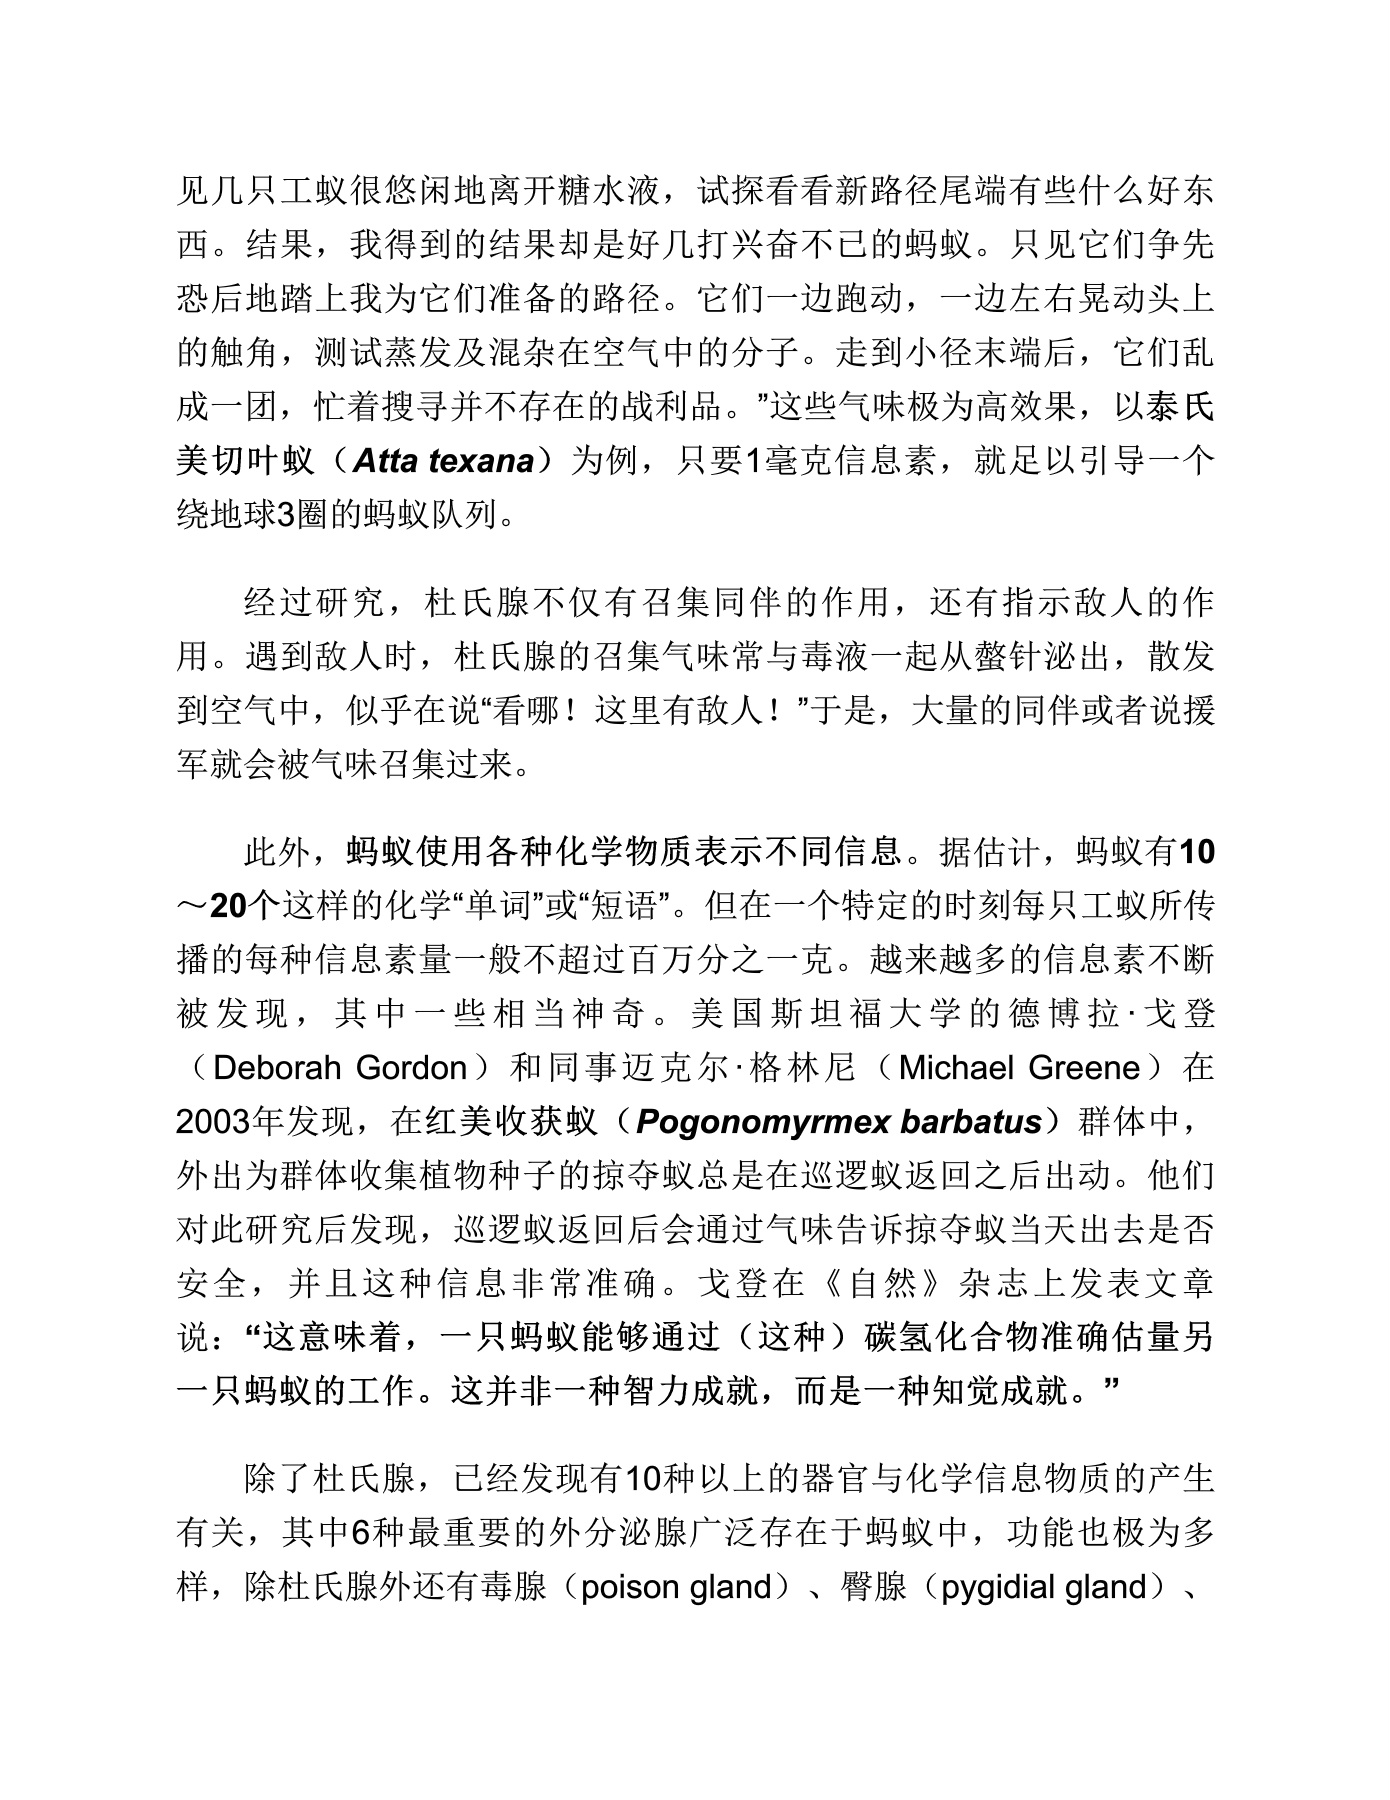 见几只工蚁很悠闲地离开糖水液，试探看看新路径尾端有些什么好东
西。结果，我得到的结果却是好几打兴奋不已的蚂蚁。只见它们争先
恐后地踏上我为它们准备的路径。它们一边跑动，一边左右晃动头上
的触角，测试蒸发及混杂在空气中的分子。走到小径末端后，它们乱
成一团，忙着搜寻并不存在的战利品。”这些气味极为高效果，以泰氏
美切叶蚁（Atta texana）为例，只要1毫克信息素，就足以引导一个
绕地球3圈的蚂蚁队列。
经过研究，杜氏腺不仅有召集同伴的作用，还有指示敌人的作
用。遇到敌人时，杜氏腺的召集气味常与毒液一起从螫针泌出，散发
到空气中，似乎在说“看哪！这里有敌人！”于是，大量的同伴或者说援
军就会被气味召集过来。
此外，蚂蚁使用各种化学物质表示不同信息。据估计，蚂蚁有10
～20个这样的化学“单词”或“短语”。但在一个特定的时刻每只工蚁所传
播的每种信息素量一般不超过百万分之一克。越来越多的信息素不断
被发现，其中一些相当神奇。美国斯坦福大学的德博拉·戈登
（Deborah Gordon）和同事迈克尔·格林尼（Michael Greene）在
2003年发现，在红美收获蚁（Pogonomyrmex barbatus）群体中，
外出为群体收集植物种子的掠夺蚁总是在巡逻蚁返回之后出动。他们
对此研究后发现，巡逻蚁返回后会通过气味告诉掠夺蚁当天出去是否
安全，并且这种信息非常准确。戈登在《自然》杂志上发表文章
说：“这意味着，一只蚂蚁能够通过（这种）碳氢化合物准确估量另
一只蚂蚁的工作。这并非一种智力成就，而是一种知觉成就。”
除了杜氏腺，已经发现有10种以上的器官与化学信息物质的产生
有关，其中6种最重要的外分泌腺广泛存在于蚂蚁中，功能也极为多
样，除杜氏腺外还有毒腺（poison gland）、臀腺（pygidial gland）、